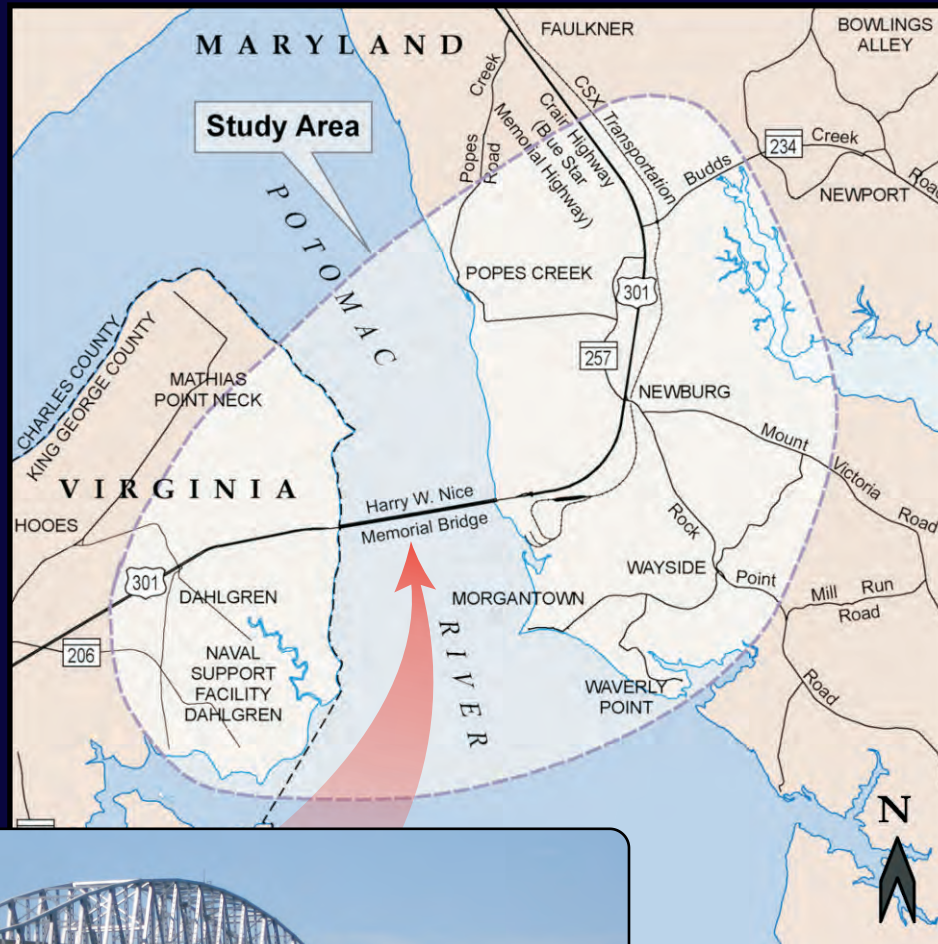 MARYLAND
FAULKNER
BOWLINGS
ALLEY
Study Area
Popes
Creek
Road
CSX Transportation
Crain Highway
(Blue Star
Memorial Highway)
234
Budds
Creek
Road
NEWPORT
POTOMAC
POPES CREEK
301
257
CHARLES COUNTY
KING GEORGE COUNTY
MATHIAS
POINT NECK
NEWBURG
Mount
Victoria
Road
VIRGINIA
Harry W. Nice
Memorial Bridge
HOOES
Rock
Point
Road
WAYSIDE
301
DAHLGREN
MORGANTOWN
Mill Run
Road
206
NAVAL
SUPPORT
FACILITY
DAHLGREN
RIVER
WAVERLY
POINT
N